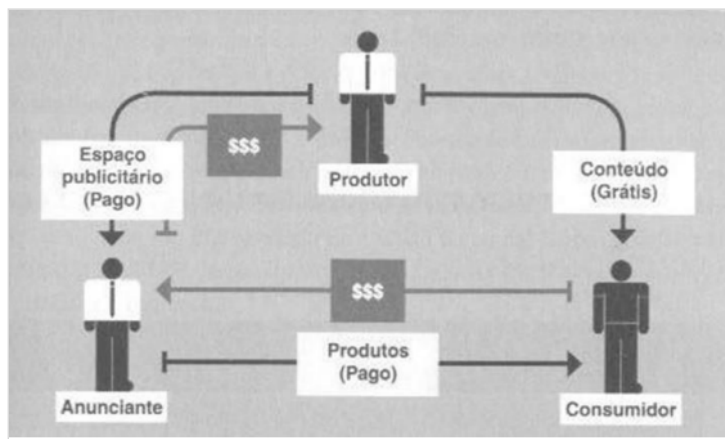 $$$
Espaço
publicitário
(Pago)
Produtor
Conteúdo
(Grátis)
$$$
Produtos
(Pago)
Anunciante
Consumidor